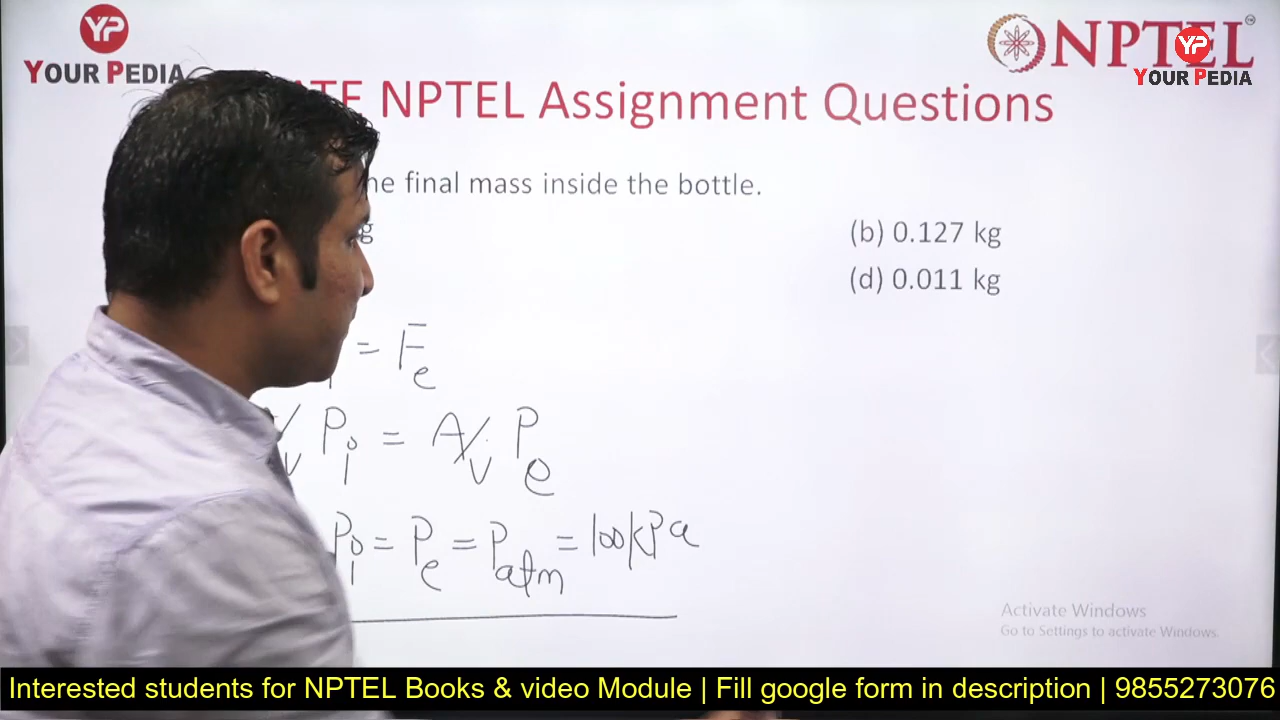 YP
YOUR PEDIA
NPTEL
YP
YOUR PEDIA
NPTEL Assignment Questions
final mass inside the bottle.
(b) 0.127 kg
(d) 0.011 kg
= Fe
Pi = A/V Pe
Pi = Pe = Patm = 100kPa
Activate Windows
Go to Settings to activate Windows.
Interested students for NPTEL Books & video Module | Fill google form in description | 9855273076